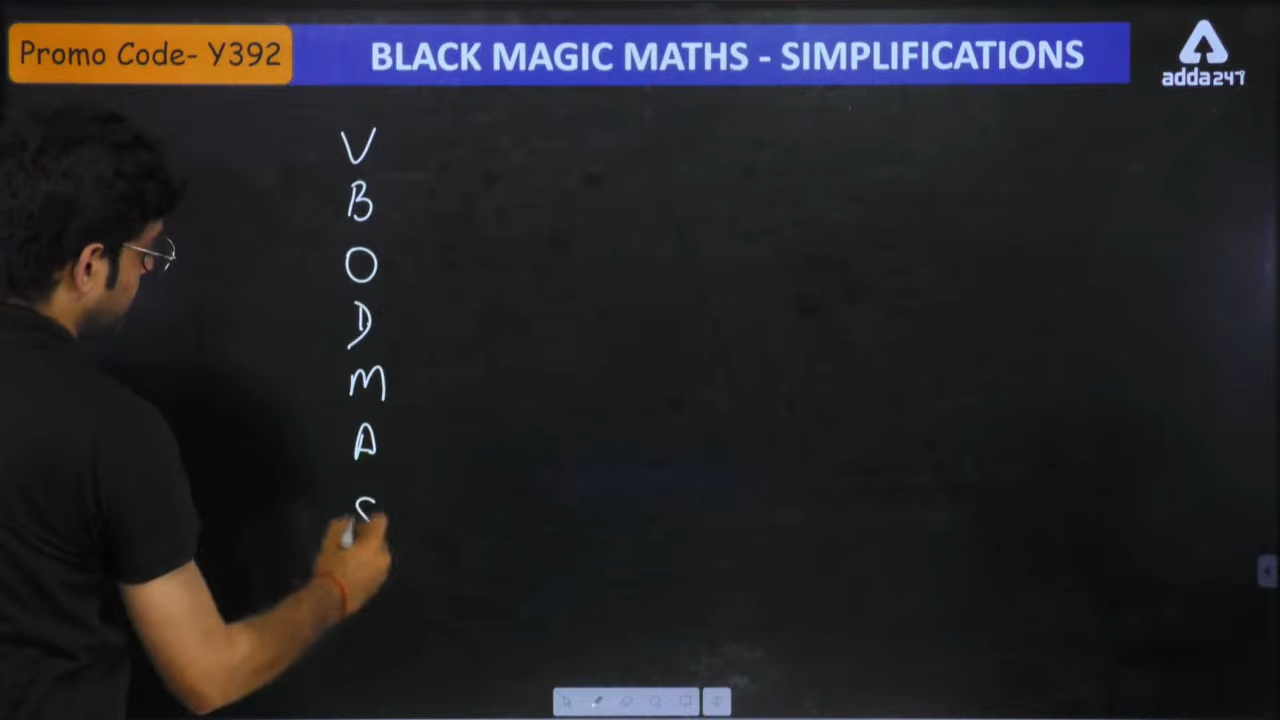 Promo Code- Y392
BLACK MAGIC MATHS - SIMPLIFICATIONS
adda247
V
B
O
D
M
A
S